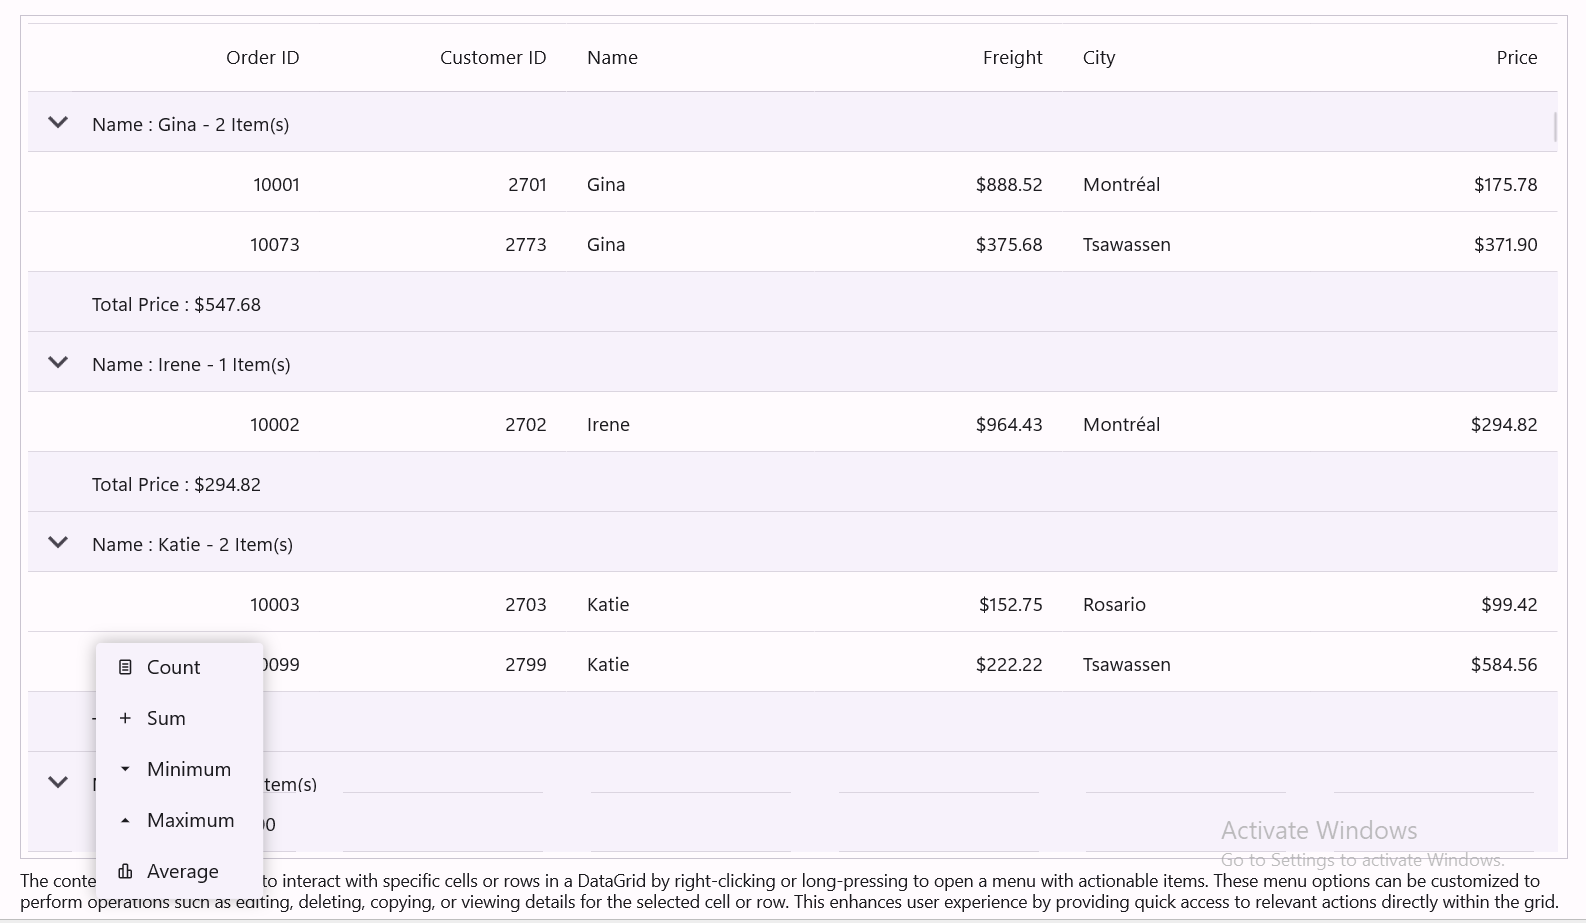 Order ID Customer ID Name Freight City Price
Name : Gina - 2 Item(s)
10001 2701 Gina $888.52 Montréal $175.78
10073 2773 Gina $375.68 Tsawassen $371.90
Total Price : $547.68
Name : Irene - 1 Item(s)
10002 2702 Irene $964.43 Montréal $294.82
Total Price : $294.82
Name : Katie - 2 Item(s)
10003 2703 Katie $152.75 Rosario $99.42
0099 2799 Katie $222.22 Tsawassen $584.56
Count
Sum
Minimum
Maximum
Average
tem(s)
Activate Windows
Go to Settings to activate Windows.
The conte to interact with specific cells or rows in a DataGrid by right-clicking or long-pressing to open a menu with actionable items. These menu options can be customized to
perform operations such as editing, deleting, copying, or viewing details for the selected cell or row. This enhances user experience by providing quick access to relevant actions directly within the grid.